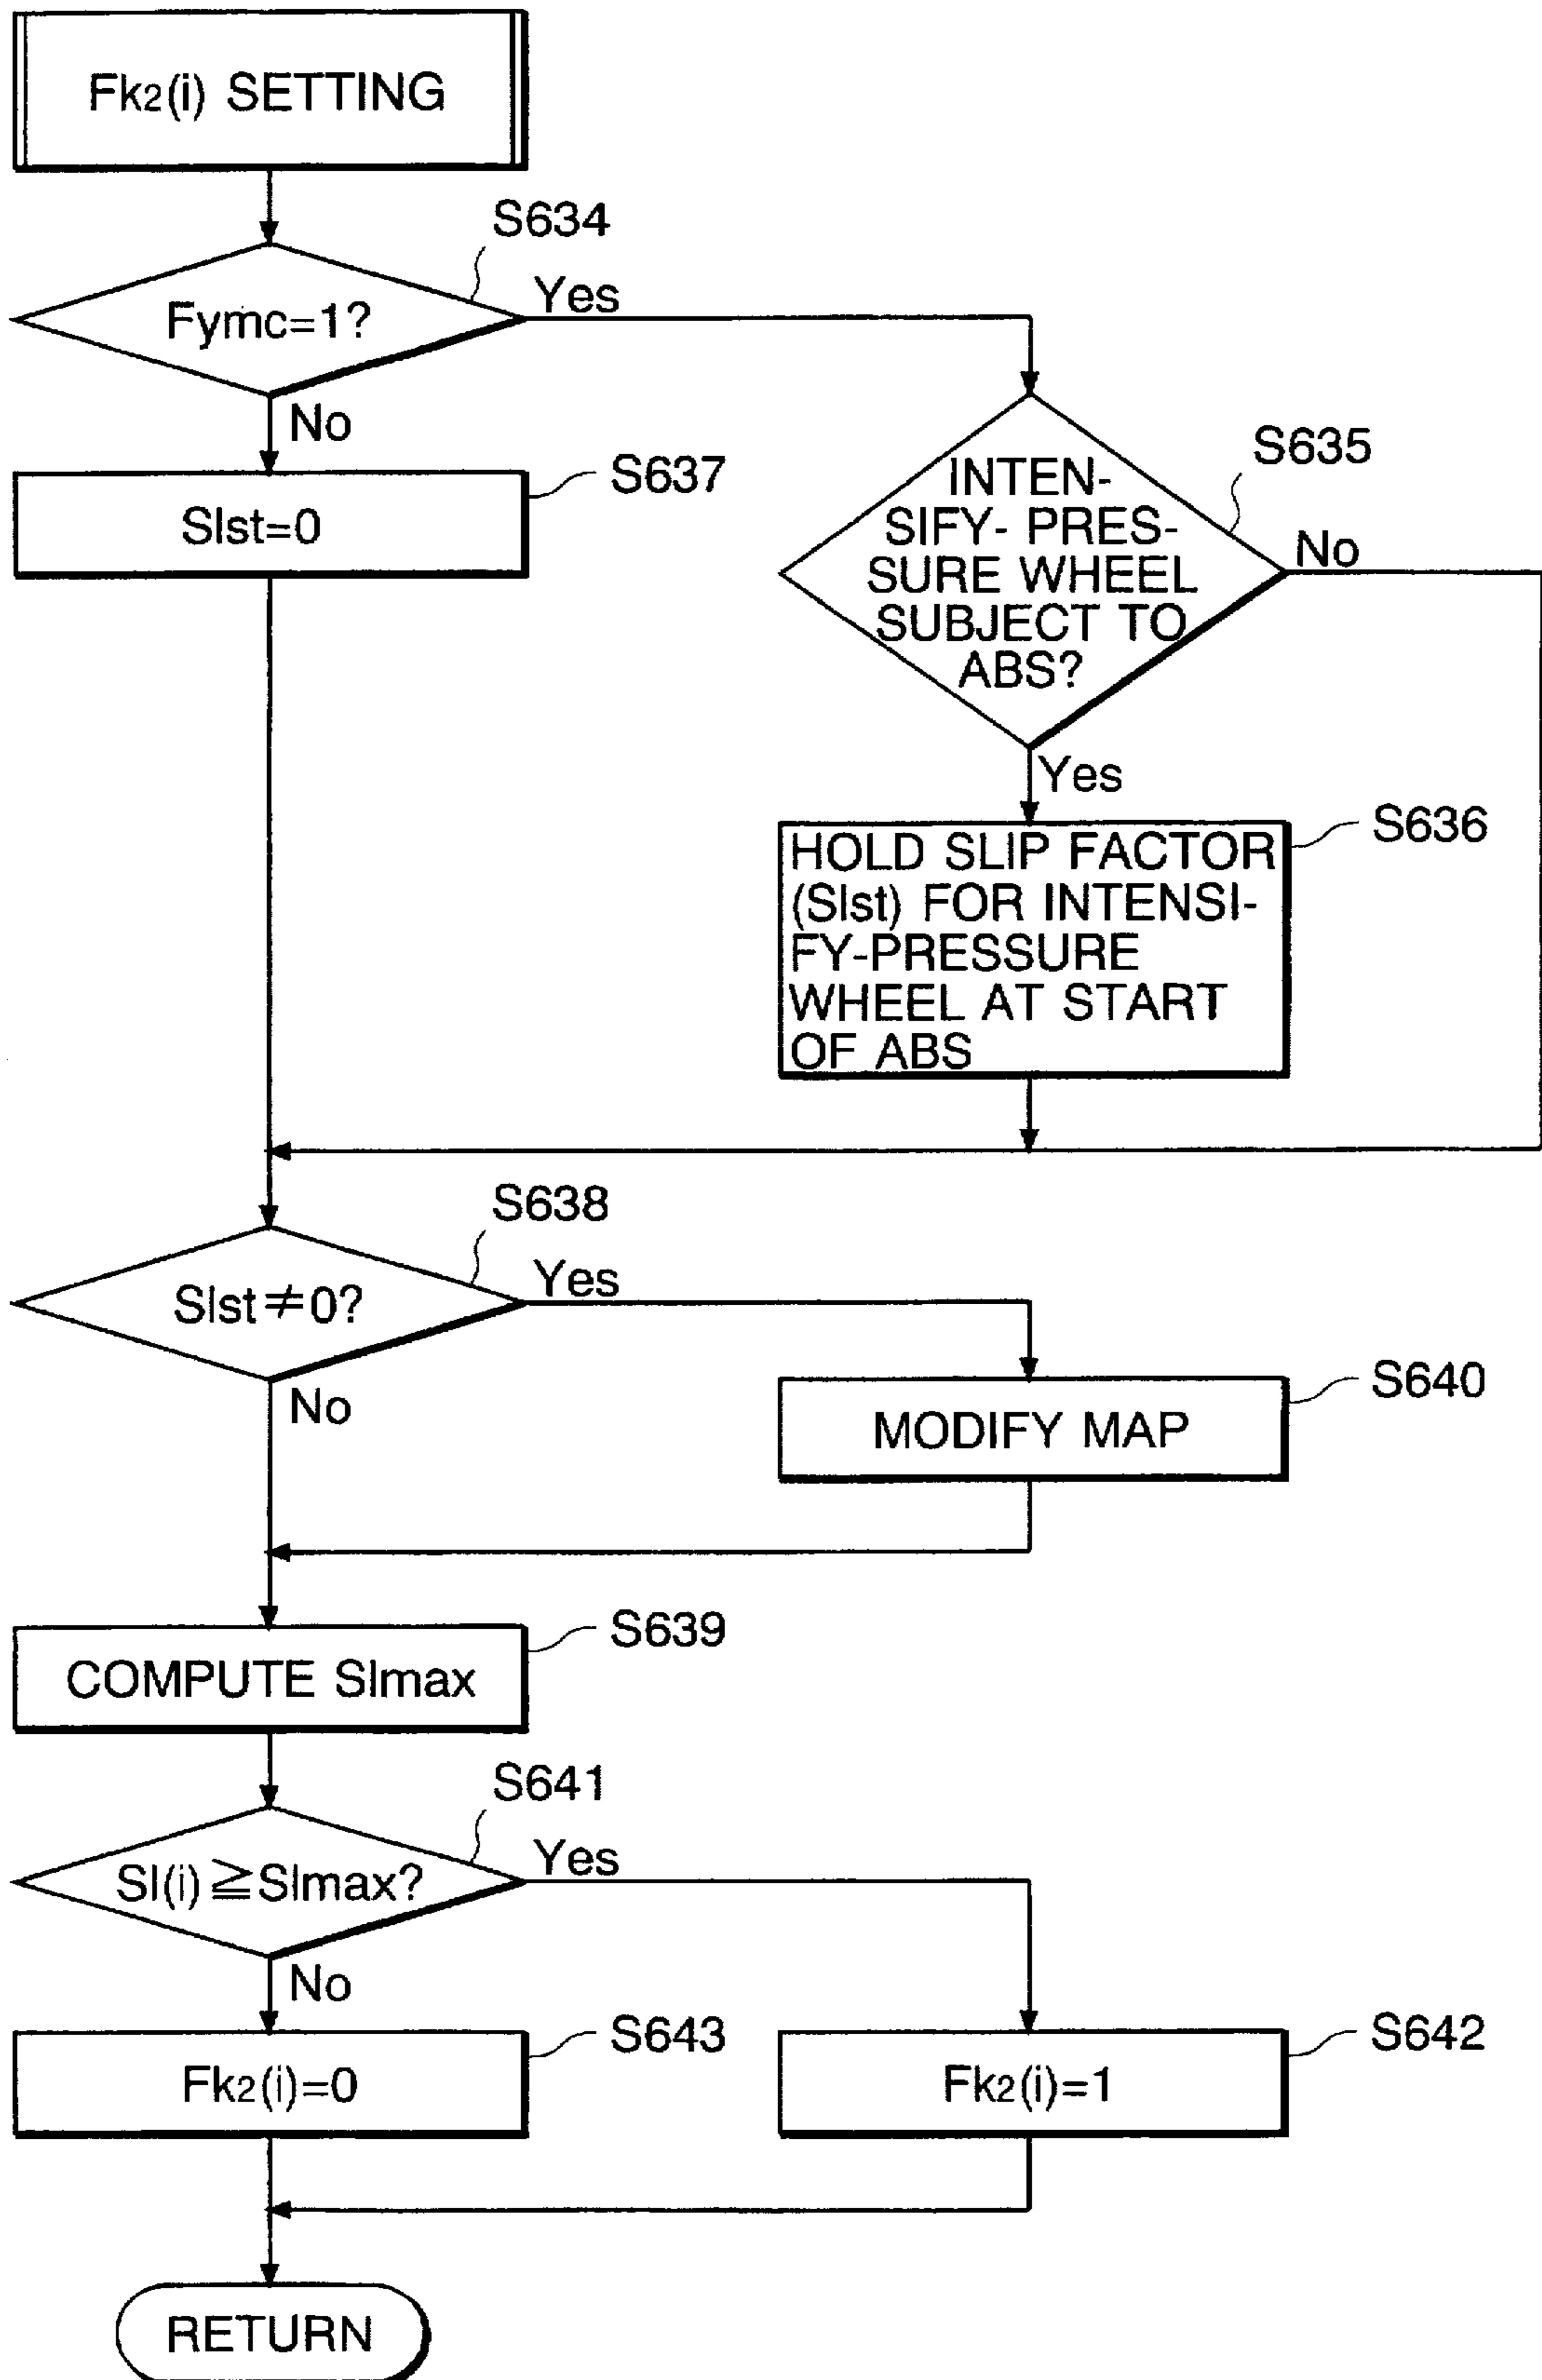 Fk2(i) SETTING
S634
Fymc=1?
Yes
No
S637
Slst=0
S635
INTEN-
SIFY- PRES-
SURE WHEEL
SUBJECT TO
ABS?
No
Yes
S636
HOLD SLIP FACTOR
(Slst) FOR INTENSI-
FY-PRESSURE
WHEEL AT START
OF ABS
S638
Slst≠0?
Yes
No
S640
MODIFY MAP
S639
COMPUTE Slmax
S641
Sl(i)≧Slmax?
Yes
No
S643
Fk2(i)=0
S642
Fk2(i)=1
RETURN